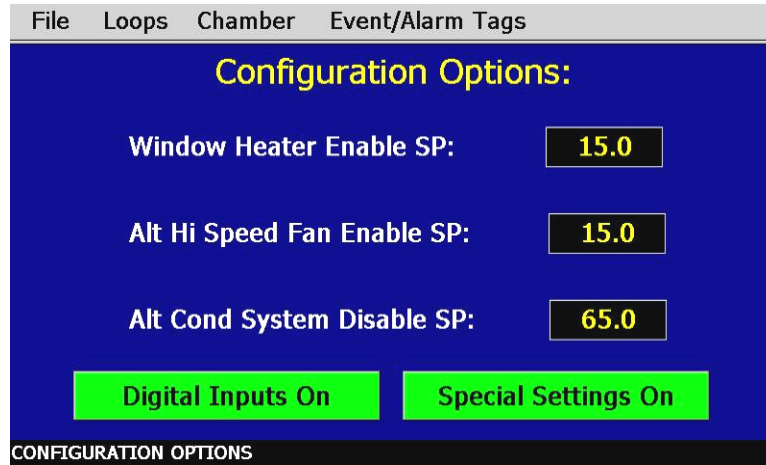 File Loops Chamber Event/Alarm Tags
Configuration Options:
Window Heater Enable SP: 15.0
Alt Hi Speed Fan Enable SP: 15.0
Alt Cond System Disable SP: 65.0
Digital Inputs On Special Settings On
CONFIGURATION OPTIONS